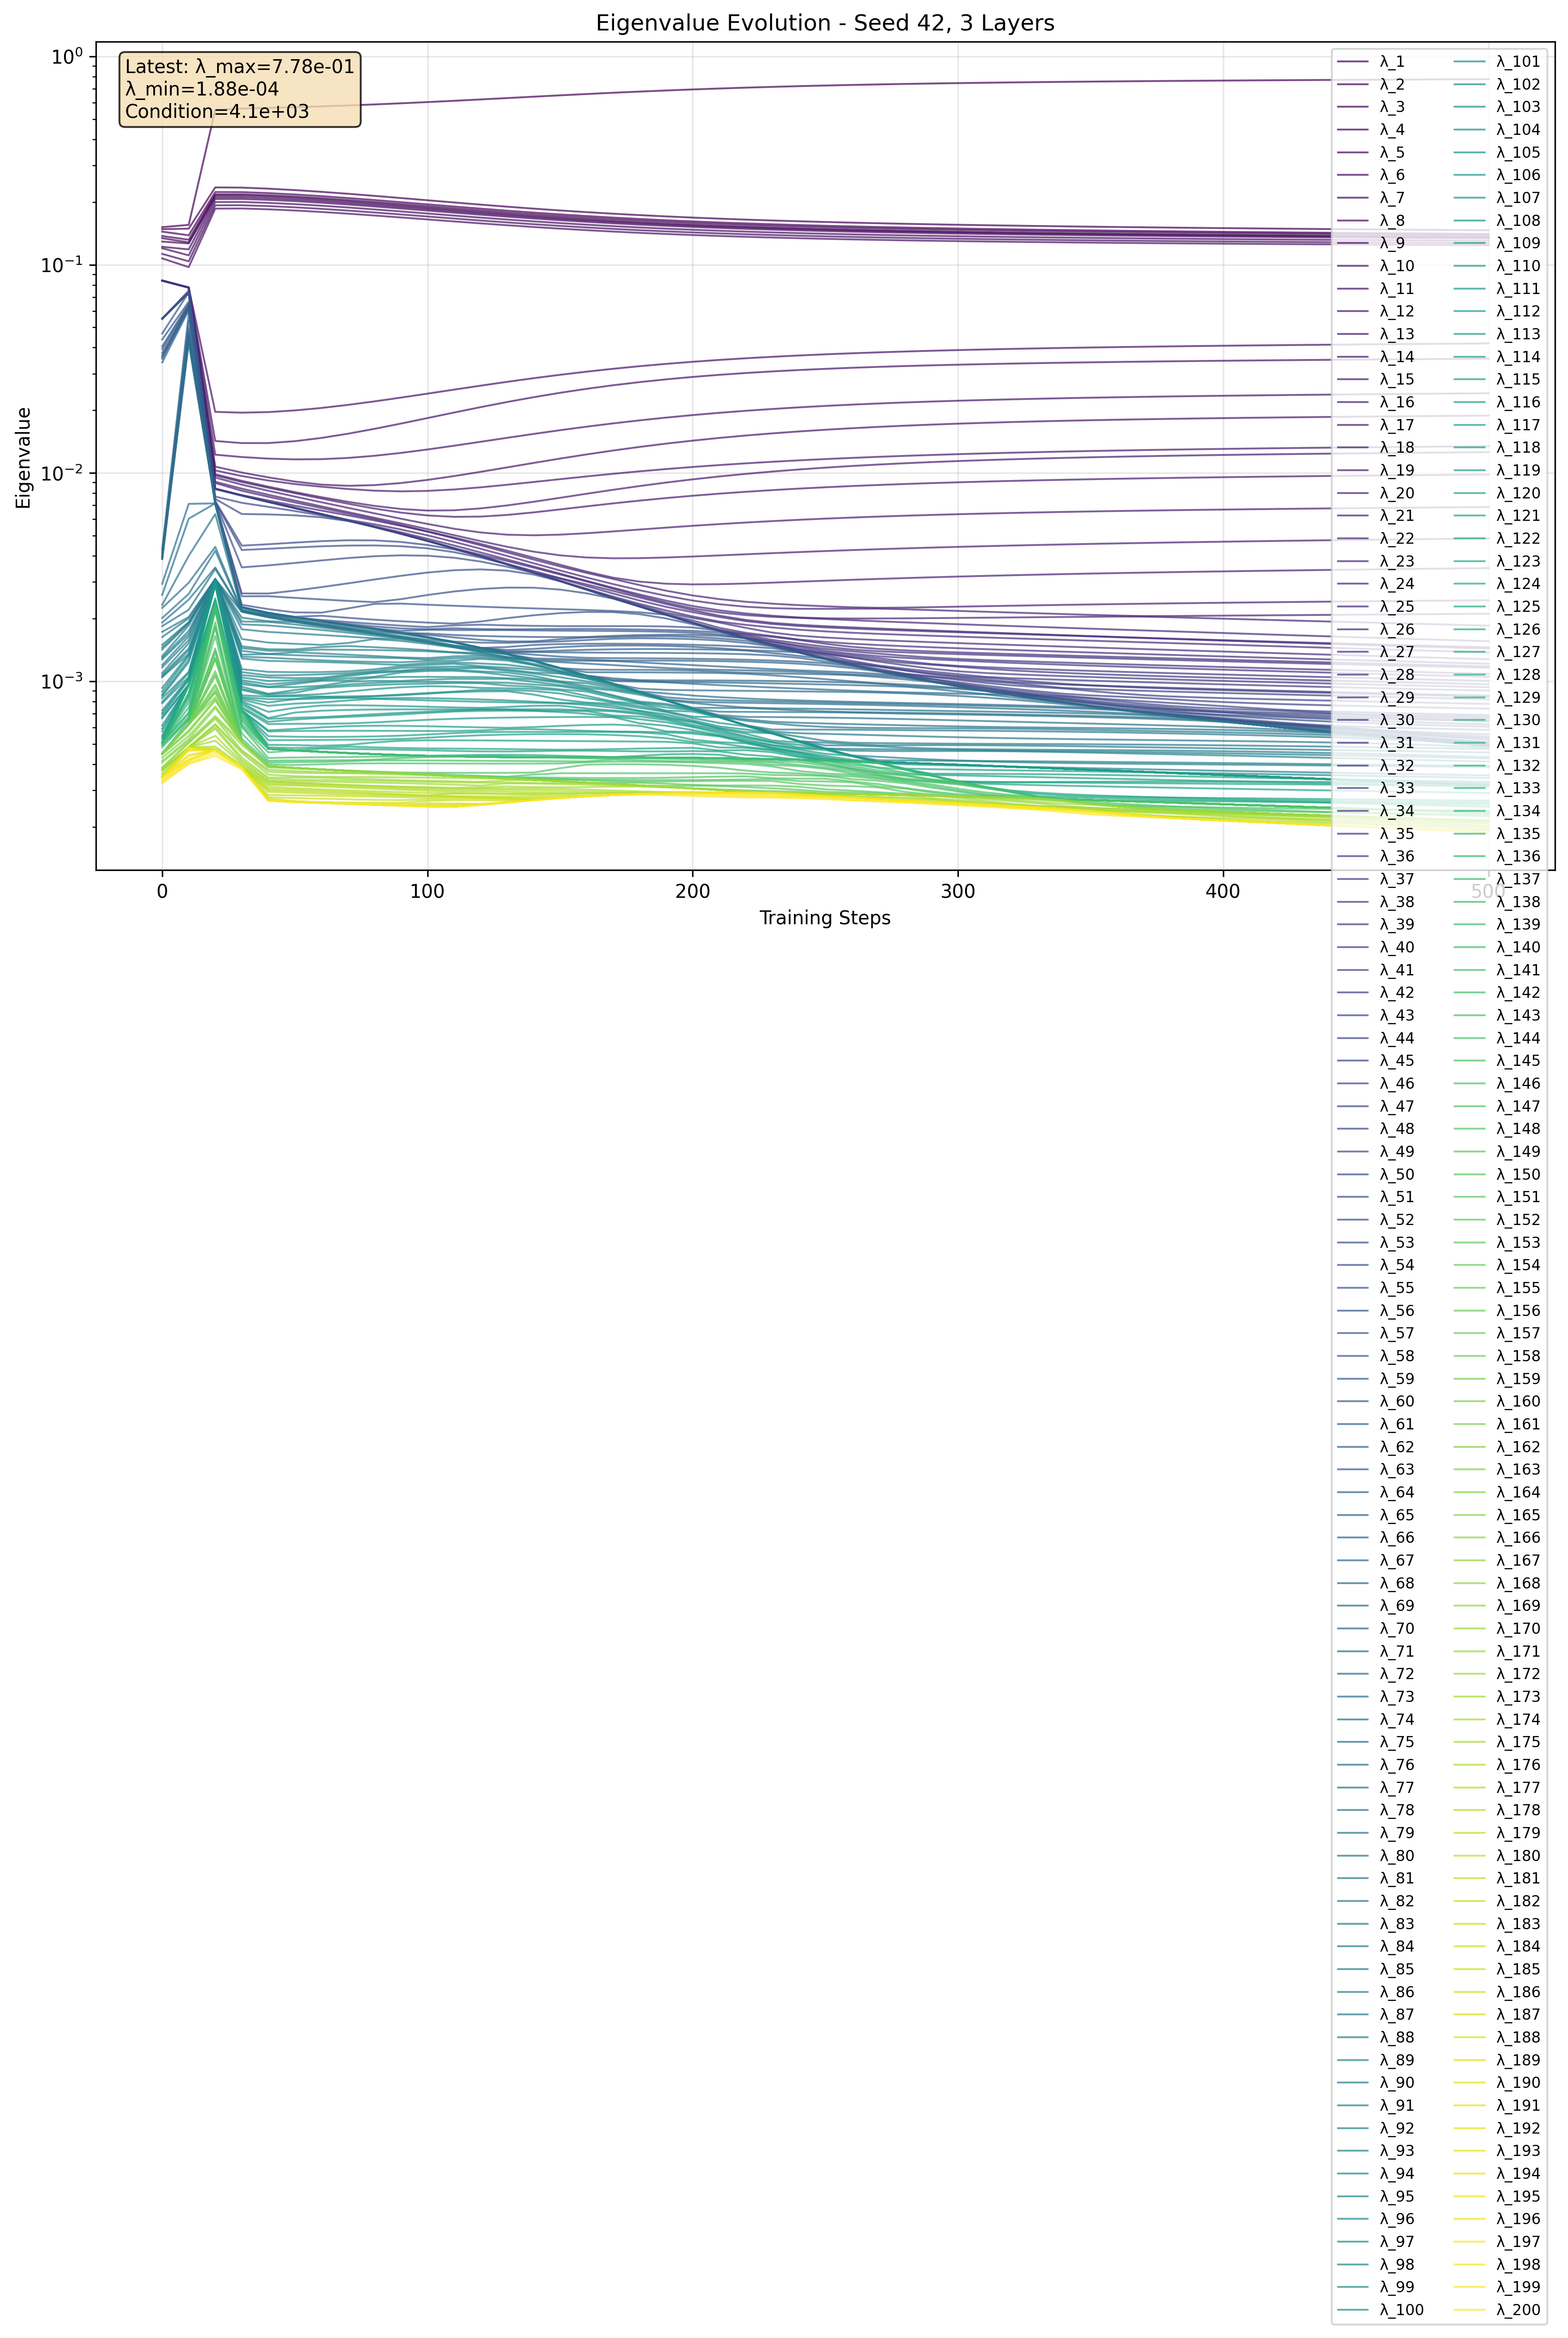 Eigenvalue Evolution - Seed 42, 3 Layers
Latest: λ_max=7.78e-01
λ_min=1.88e-04
Condition=4.1e+03
Eigenvalue
10⁰
10⁻¹
10⁻²
10⁻³
0
100
200
300
400
500
Training Steps
λ_1
λ_2
λ_3
λ_4
λ_5
λ_6
λ_7
λ_8
λ_9
λ_10
λ_11
λ_12
λ_13
λ_14
λ_15
λ_16
λ_17
λ_18
λ_19
λ_20
λ_21
λ_22
λ_23
λ_24
λ_25
λ_26
λ_27
λ_28
λ_29
λ_30
λ_31
λ_32
λ_33
λ_34
λ_35
λ_36
λ_37
λ_38
λ_39
λ_40
λ_41
λ_42
λ_43
λ_44
λ_45
λ_46
λ_47
λ_48
λ_49
λ_50
λ_51
λ_52
λ_53
λ_54
λ_55
λ_56
λ_57
λ_58
λ_59
λ_60
λ_61
λ_62
λ_63
λ_64
λ_65
λ_66
λ_67
λ_68
λ_69
λ_70
λ_71
λ_72
λ_73
λ_74
λ_75
λ_76
λ_77
λ_78
λ_79
λ_80
λ_81
λ_82
λ_83
λ_84
λ_85
λ_86
λ_87
λ_88
λ_89
λ_90
λ_91
λ_92
λ_93
λ_94
λ_95
λ_96
λ_97
λ_98
λ_99
λ_100
λ_101
λ_102
λ_103
λ_104
λ_105
λ_106
λ_107
λ_108
λ_109
λ_110
λ_111
λ_112
λ_113
λ_114
λ_115
λ_116
λ_117
λ_118
λ_119
λ_120
λ_121
λ_122
λ_123
λ_124
λ_125
λ_126
λ_127
λ_128
λ_129
λ_130
λ_131
λ_132
λ_133
λ_134
λ_135
λ_136
λ_137
λ_138
λ_139
λ_140
λ_141
λ_142
λ_143
λ_144
λ_145
λ_146
λ_147
λ_148
λ_149
λ_150
λ_151
λ_152
λ_153
λ_154
λ_155
λ_156
λ_157
λ_158
λ_159
λ_160
λ_161
λ_162
λ_163
λ_164
λ_165
λ_166
λ_167
λ_168
λ_169
λ_170
λ_171
λ_172
λ_173
λ_174
λ_175
λ_176
λ_177
λ_178
λ_179
λ_180
λ_181
λ_182
λ_183
λ_184
λ_185
λ_186
λ_187
λ_188
λ_189
λ_190
λ_191
λ_192
λ_193
λ_194
λ_195
λ_196
λ_197
λ_198
λ_199
λ_200